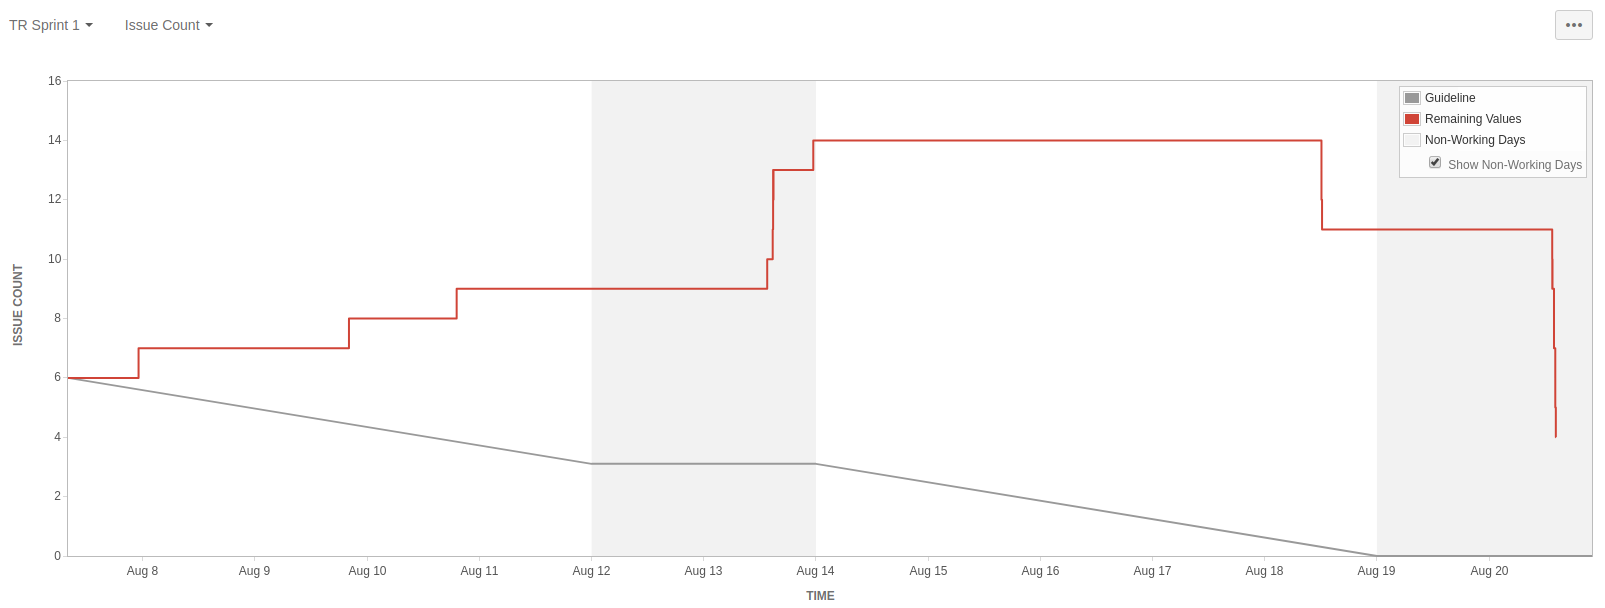 TR Sprint 1 Issue Count
16
Guideline
Remaining Values
14
Non-Working Days
Show Non-Working Days
12
10
ISSUE COUNT
8
6
4
2
0
Aug 8 Aug 9 Aug 10 Aug 11 Aug 12 Aug 13 Aug 14 Aug 15 Aug 16 Aug 17 Aug 18 Aug 19 Aug 20
TIME